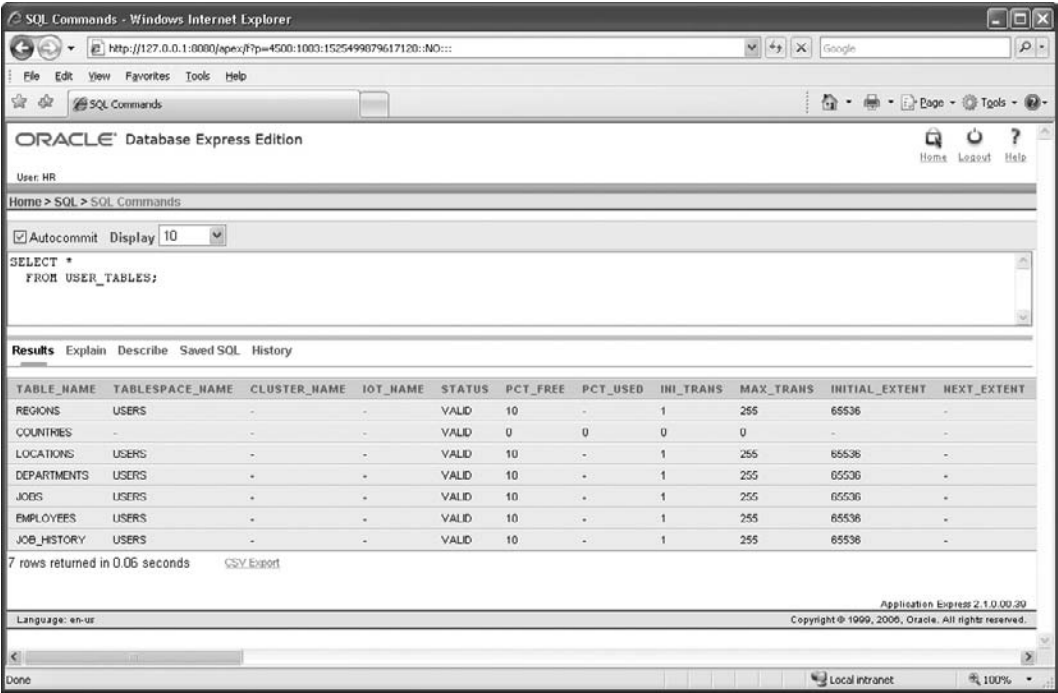 SQL Commands - Windows Internet Explorer
http://127.0.0.1:8080/apex/f?p=4500:1003:1525499879617120::NO:::
Google
File Edit View Favorites Tools Help
SQL Commands
Page Tools
ORACLE Database Express Edition
Home Logout Help
User: HR
Home > SQL > SQL Commands
Autocommit Display 10
SELECT *
FROM USER_TABLES;
Results Explain Describe Saved SQL History
TABLE_NAME TABLESPACE_NAME CLUSTER_NAME IOT_NAME STATUS PCT_FREE PCT_USED INI_TRANS MAX_TRANS INITIAL_EXTENT NEXT_EXTENT
REGIONS USERS - - VALID 10 - 1 255 65536 -
COUNTRIES - - - VALID 0 0 0 0 - -
LOCATIONS USERS - - VALID 10 - 1 255 65536 -
DEPARTMENTS USERS - - VALID 10 - 1 255 65536 -
JOBS USERS - - VALID 10 - 1 255 65536 -
EMPLOYEES USERS - - VALID 10 - 1 255 65536 -
JOB_HISTORY USERS - - VALID 10 - 1 255 65536 -
7 rows returned in 0.06 seconds CSV Export
Application Express 2.1.0.00.39
Language: en-us Copyright © 1999, 2006, Oracle. All rights reserved.
Done Local intranet 100%